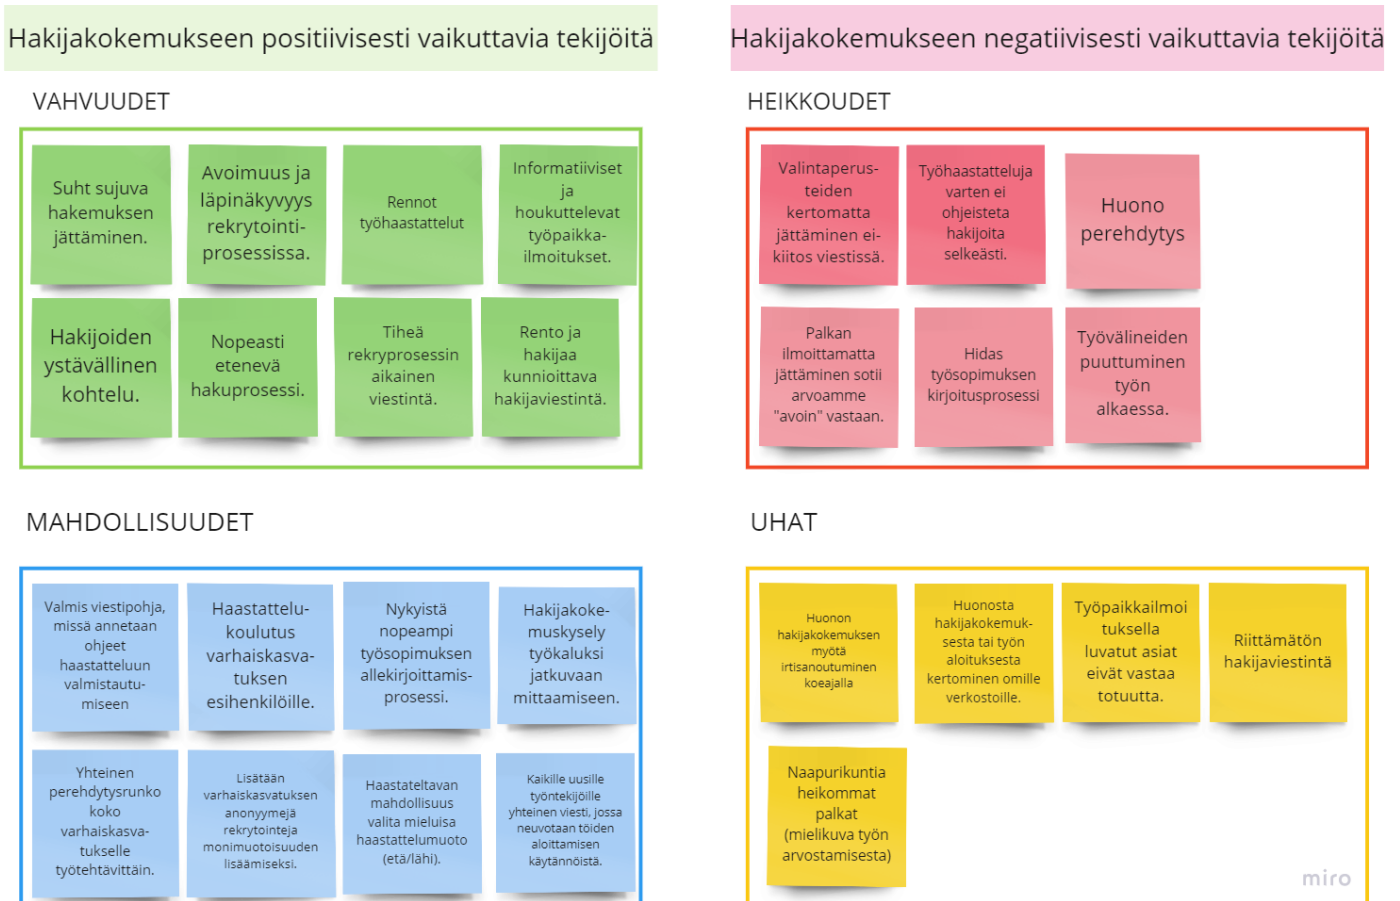 Hakijakokemukseen positiivisesti vaikuttavia tekijöitä
VAHVUUDET
Suht sujuva
hakemuksen
jättäminen.
Avoimuus ja
läpinäkyvyys
rekrytointi-
prosessissa.
Rennot
työhaastattelut
Informatiiviset
ja
houkuttelevat
työpaikka-
ilmoitukset.
Hakijoiden
ystävällinen
kohtelu.
Nopeasti
etenevä
hakuprosessi.
Tiheä
rekryprosessin
aikainen
viestintä.
Rento ja
hakijaa
kunnioittava
hakijaviestintä.
Hakijakokemukseen negatiivisesti vaikuttavia tekijöitä
HEIKKOUDET
Valintaperus-
teiden
kertomatta
jättäminen ei-
kiitos viestissä.
Työhaastatteluja
varten ei
ohjeisteta
hakijoita
selkeästi.
Huono
perehdytys
Palkan
ilmoittamatta
jättäminen sotii
arvoamme
"avoin" vastaan.
Hidas
työsopimuksen
kirjoitusprosessi
Työvälineiden
puuttuminen
työn
alkaessa.
MAHDOLLISUUDET
Valmis viestipohja,
missä annetaan
ohjeet
haastatteluun
valmistautu-
miseen
Haastattelu-
koulutus
varhaiskasva-
tuksen
esihenkilöille.
Nykyistä
nopeampi
työsopimuksen
allekirjoittamis-
prosessi.
Hakijakoke-
muskysely
työkaluksi
jatkuvaan
mittaamiseen.
Yhteinen
perehdytysrunko
koko
varhaiskasva-
tukselle
työtehtävittäin.
Lisätään
varhaiskasvatuksen
anonyymejä
rekrytointeja
monimuotoisuuden
lisäämiseksi.
Haastateltavan
mahdollisuus
valita mieluisa
haastattelumuoto
(etä/lähi).
Kaikille uusille
työntekijöille
yhteinen viesti, jossa
neuvotaan töiden
aloittamisen
käytännöistä.
UHAT
Huonon
hakijakokemuksen
myötä
irtisanoutuminen
koeajalla
Huonosta
hakijakokemuk-
sesta tai työn
aloituksesta
kertominen omille
verkostoille.
Työpaikkailmoi
tuksella
luvatut asiat
eivät vastaa
totuutta.
Riittämätön
hakijaviestintä
Naapurikuntia
heikommat
palkat
(mielikuva työn
arvostamisesta)
miro